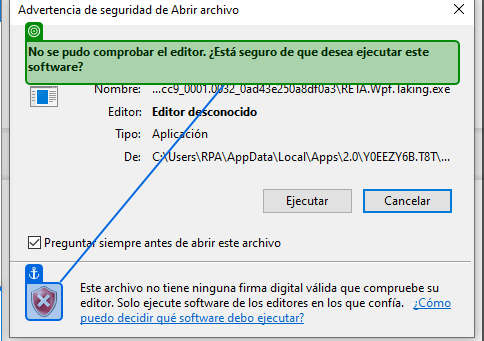 Advertencia de seguridad de Abrir archivo
No se pudo comprobar el editor. ¿Está seguro de que desea ejecutar este
software?
Nombre: ...cc9_0001.0032_0ad43e250a8df0a3\RETA.Wpf.Taking.exe
Editor: Editor desconocido
Tipo: Aplicación
De: C:\Users\RPA\AppData\Local\Apps\2.0\Y0EEZY6B.T8T\...
Ejecutar
Cancelar
Preguntar siempre antes de abrir este archivo
Este archivo no tiene ninguna firma digital válida que compruebe su
editor. Solo ejecute software de los editores en los que confía. ¿Cómo
puedo decidir qué software debo ejecutar?